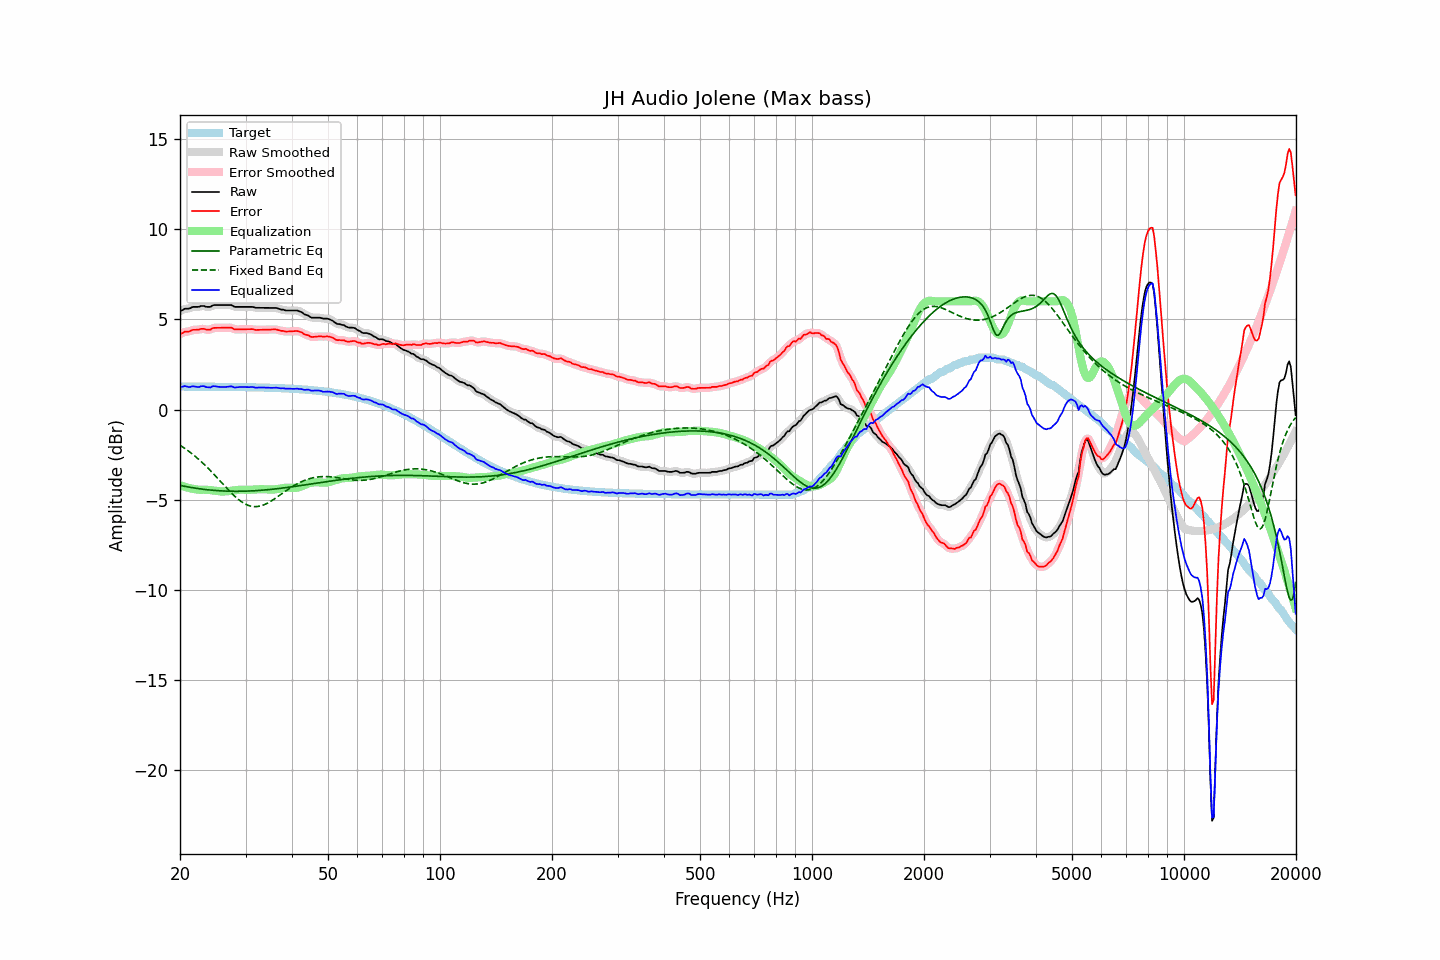 JH Audio Jolene (Max bass)
Target
Raw Smoothed
Error Smoothed
Raw
Error
Equalization
Parametric Eq
Fixed Band Eq
Equalized
Amplitude (dBr)
15
10
5
0
−5
−10
−15
−20
20 50 100 200 500 1000 2000 5000 10000 20000
Frequency (Hz)